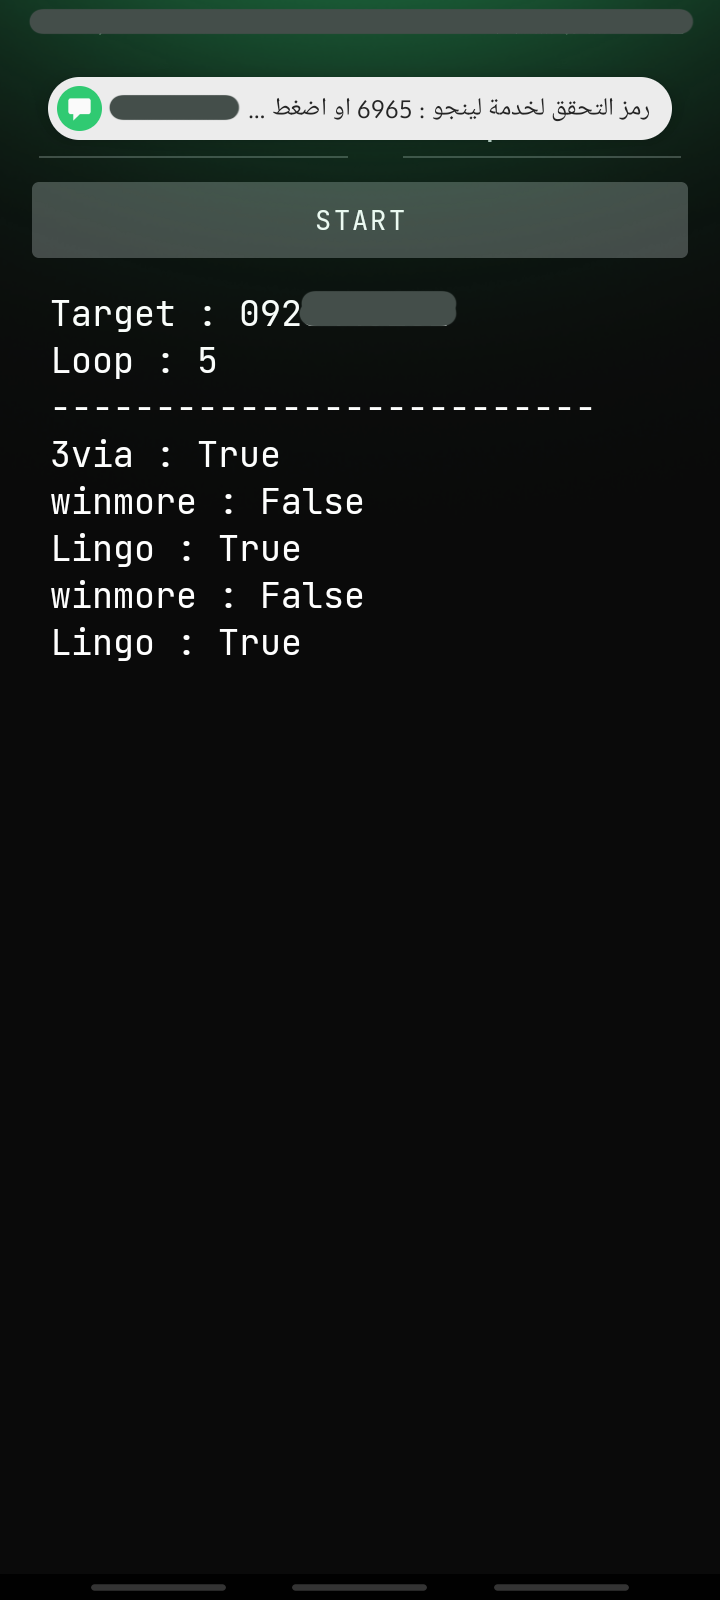 رمز التحقق لخدمة لينجو : 6965 او اضغط ...
START
Target : 092
Loop : 5
--------------------------
3via : True
winmore : False
Lingo : True
winmore : False
Lingo : True